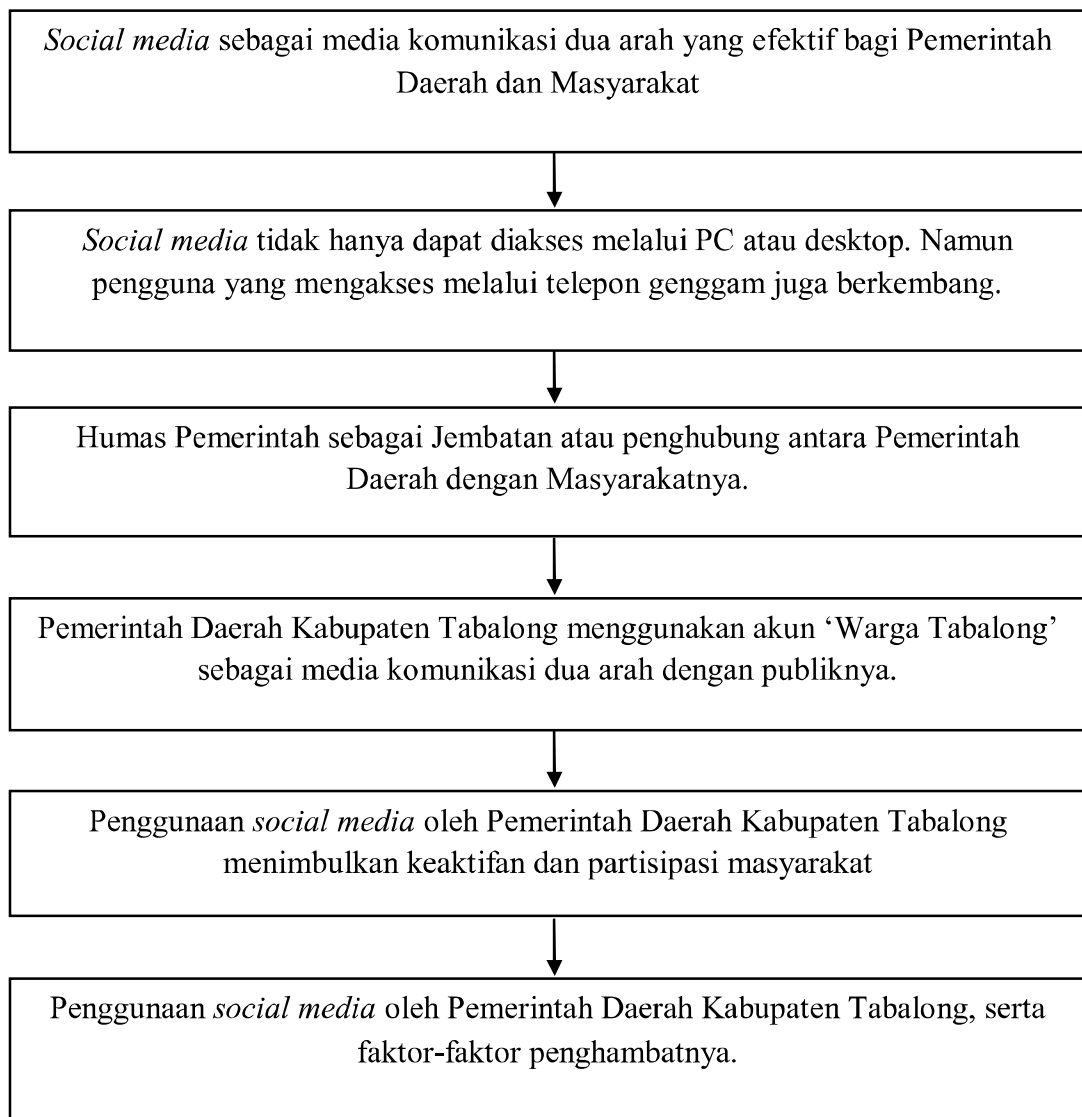 Social media sebagai media komunikasi dua arah yang efektif bagi Pemerintah
Daerah dan Masyarakat
Social media tidak hanya dapat diakses melalui PC atau desktop. Namun
pengguna yang mengakses melalui telepon genggam juga berkembang.
Humas Pemerintah sebagai Jembatan atau penghubung antara Pemerintah
Daerah dengan Masyarakatnya.
Pemerintah Daerah Kabupaten Tabalong menggunakan akun ‘Warga Tabalong’
sebagai media komunikasi dua arah dengan publiknya.
Penggunaan social media oleh Pemerintah Daerah Kabupaten Tabalong
menimbulkan keaktifan dan partisipasi masyarakat
Penggunaan social media oleh Pemerintah Daerah Kabupaten Tabalong, serta
faktor-faktor penghambatnya.